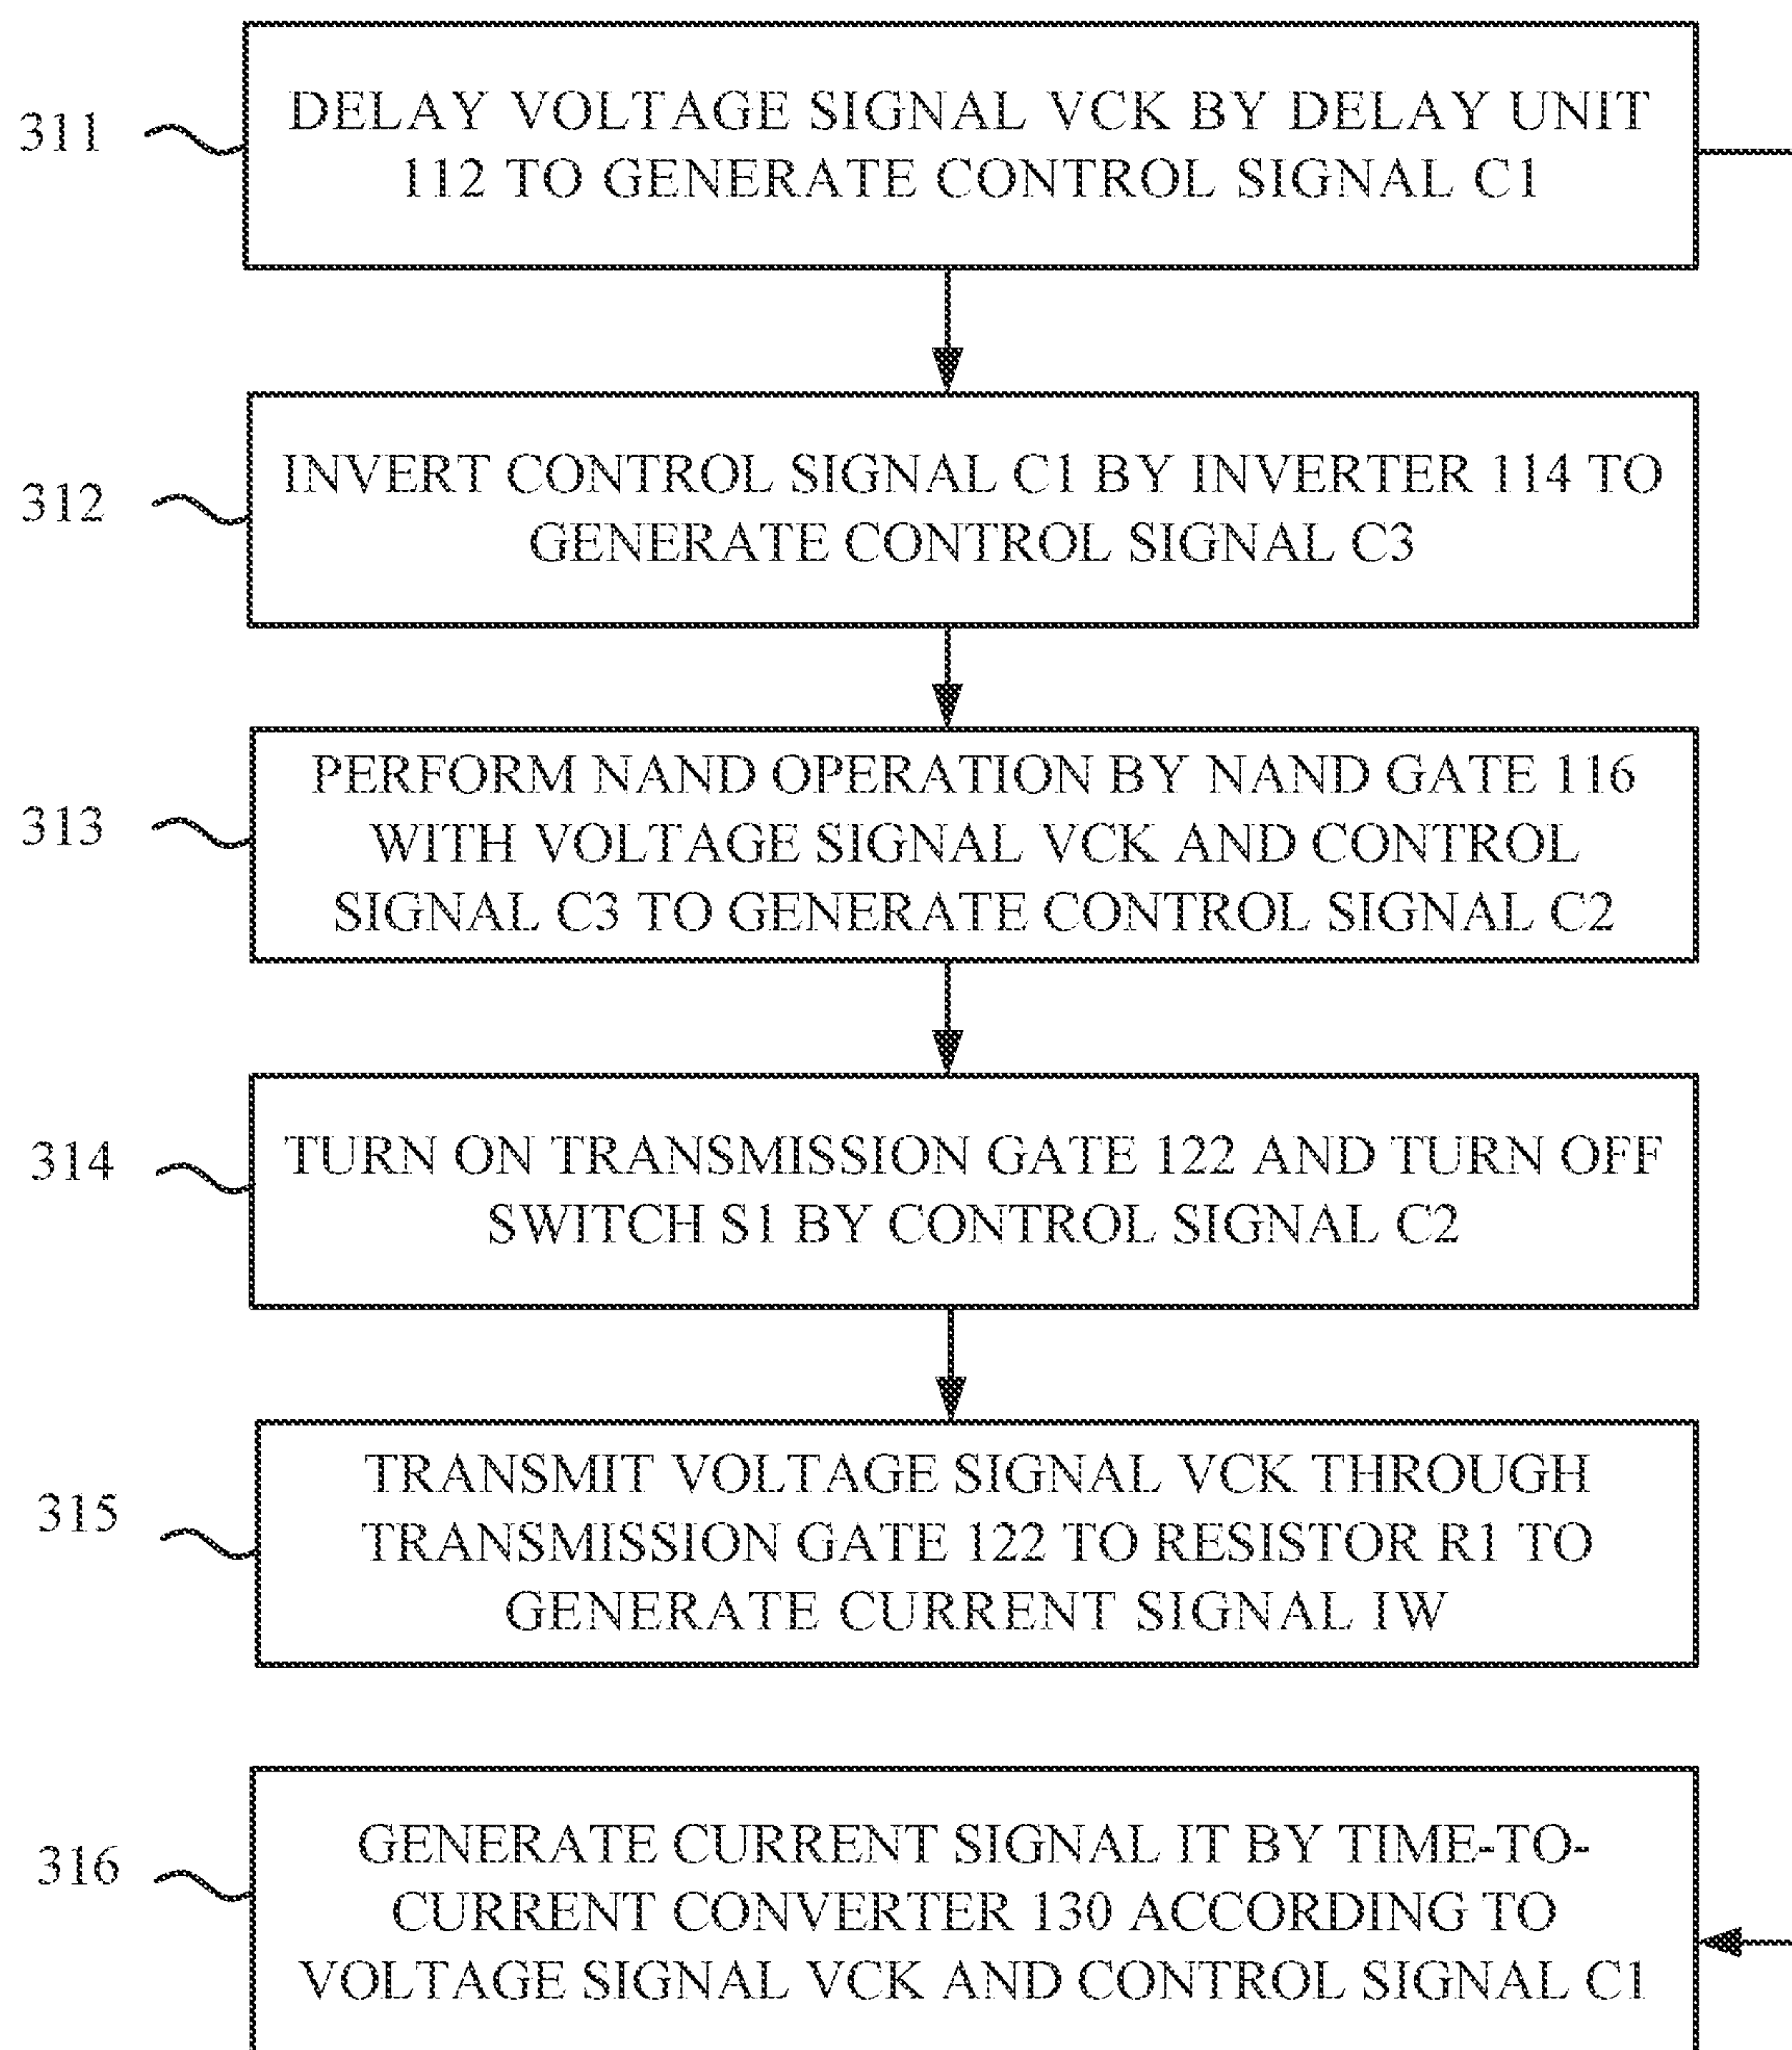 311
DELAY VOLTAGE SIGNAL VCK BY DELAY UNIT
112 TO GENERATE CONTROL SIGNAL C1
312
INVERT CONTROL SIGNAL C1 BY INVERTER 114 TO
GENERATE CONTROL SIGNAL C3
313
PERFORM NAND OPERATION BY NAND GATE 116
WITH VOLTAGE SIGNAL VCK AND CONTROL
SIGNAL C3 TO GENERATE CONTROL SIGNAL C2
314
TURN ON TRANSMISSION GATE 122 AND TURN OFF
SWITCH S1 BY CONTROL SIGNAL C2
315
TRANSMIT VOLTAGE SIGNAL VCK THROUGH
TRANSMISSION GATE 122 TO RESISTOR R1 TO
GENERATE CURRENT SIGNAL IW
316
GENERATE CURRENT SIGNAL IT BY TIME-TO-
CURRENT CONVERTER 130 ACCORDING TO
VOLTAGE SIGNAL VCK AND CONTROL SIGNAL C1